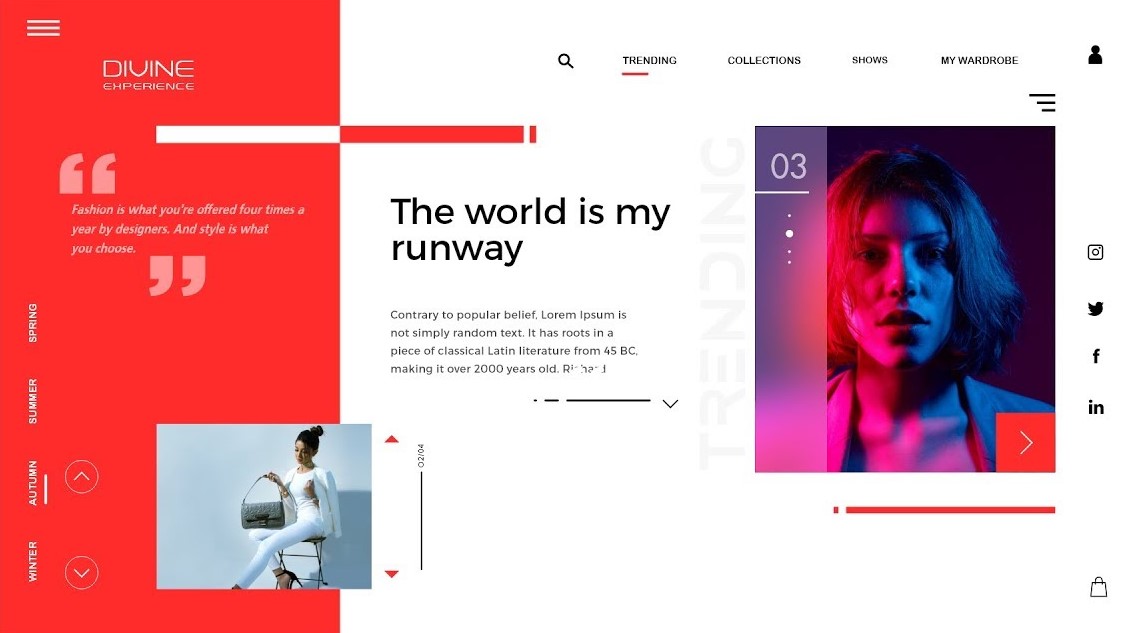 DIVINE
EXPERIENCE
TRENDING
COLLECTIONS
SHOWS
MY WARDROBE
Fashion is what you're offered four times a
year by designers. And style is what
you choose.
SPRING
SUMMER
AUTUMN
WINTER
The world is my
runway
Contrary to popular belief, Lorem Ipsum is
not simply random text. It has roots in a
piece of classical Latin literature from 45 BC,
making it over 2000 years old. Richard
02/04
TRENDING
03